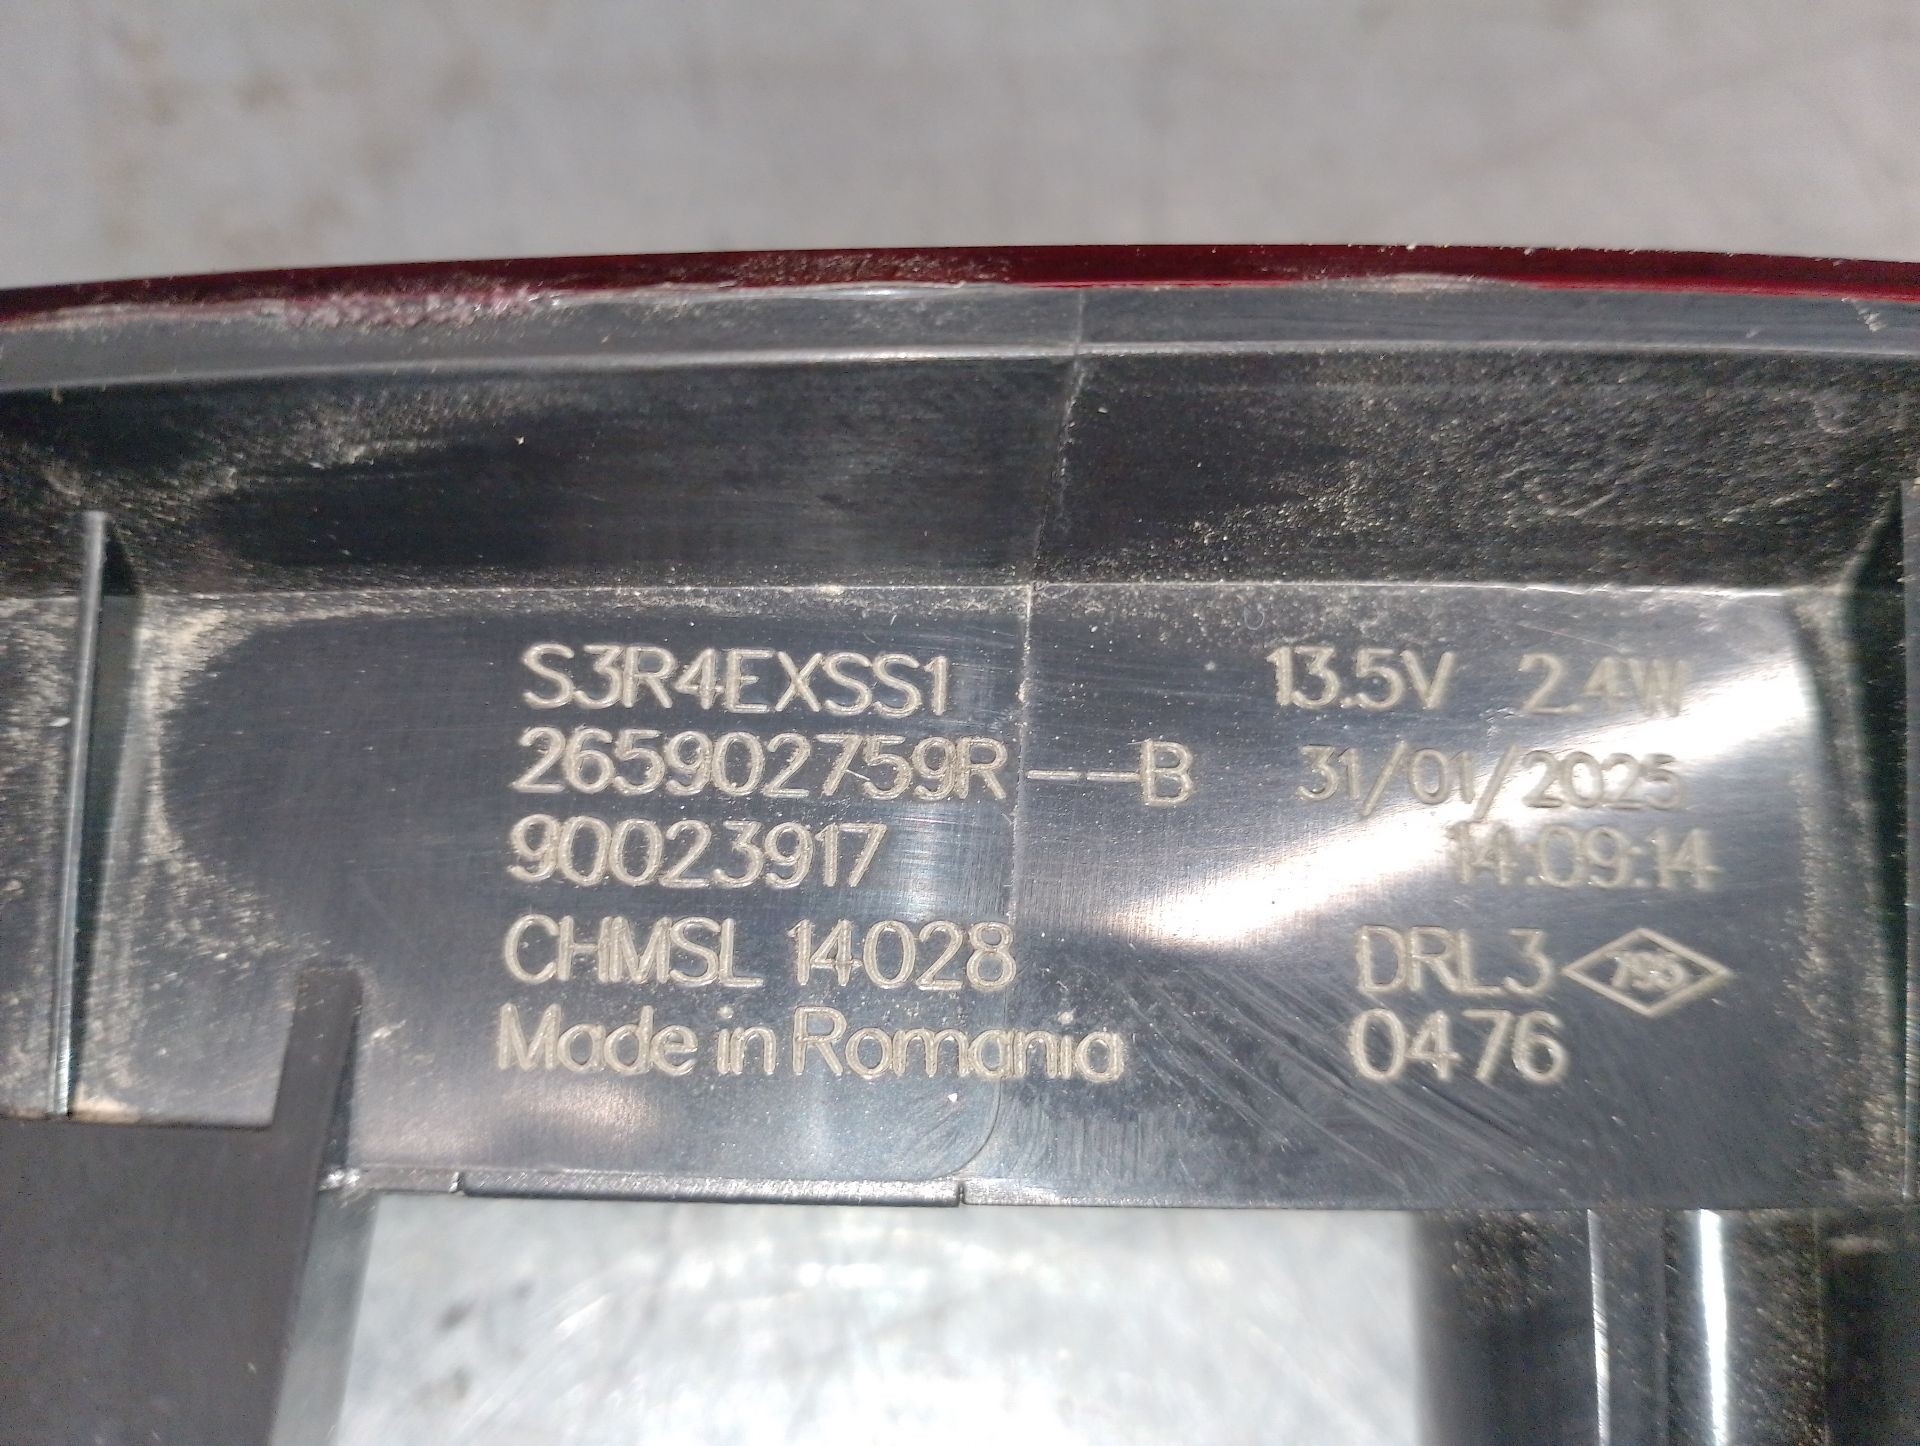 S3R4EXSS1 13.5V 2.4W
265902759R--B 31/01/2025
90023917 14:09:14
CHMSL 14028 DRL3 795
Made in Romania 0476